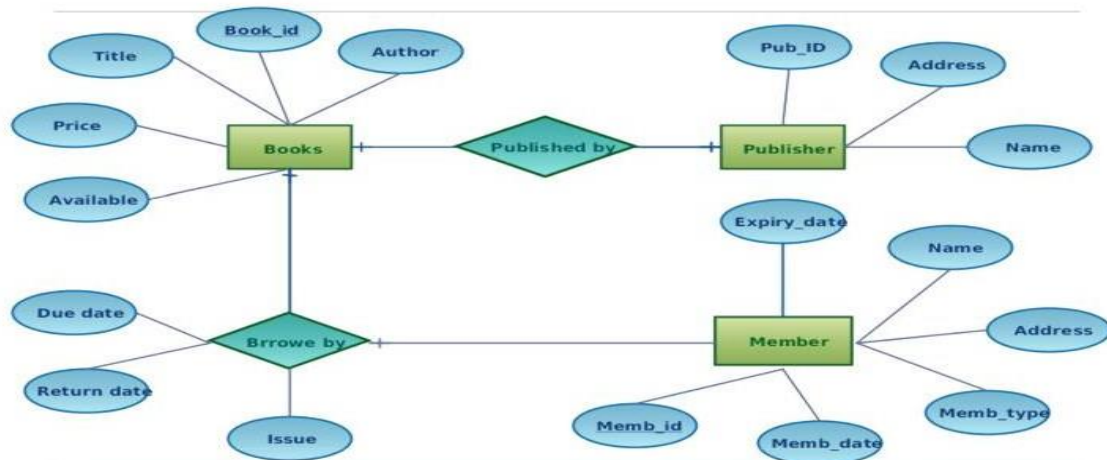 Book_id
Title
Author
Pub_ID
Address
Price
Books
Published by
Publisher
Name
Available
Expiry_date
Name
Due date
Brrowe by
Member
Address
Return date
Memb_type
Issue
Memb_id
Memb_date